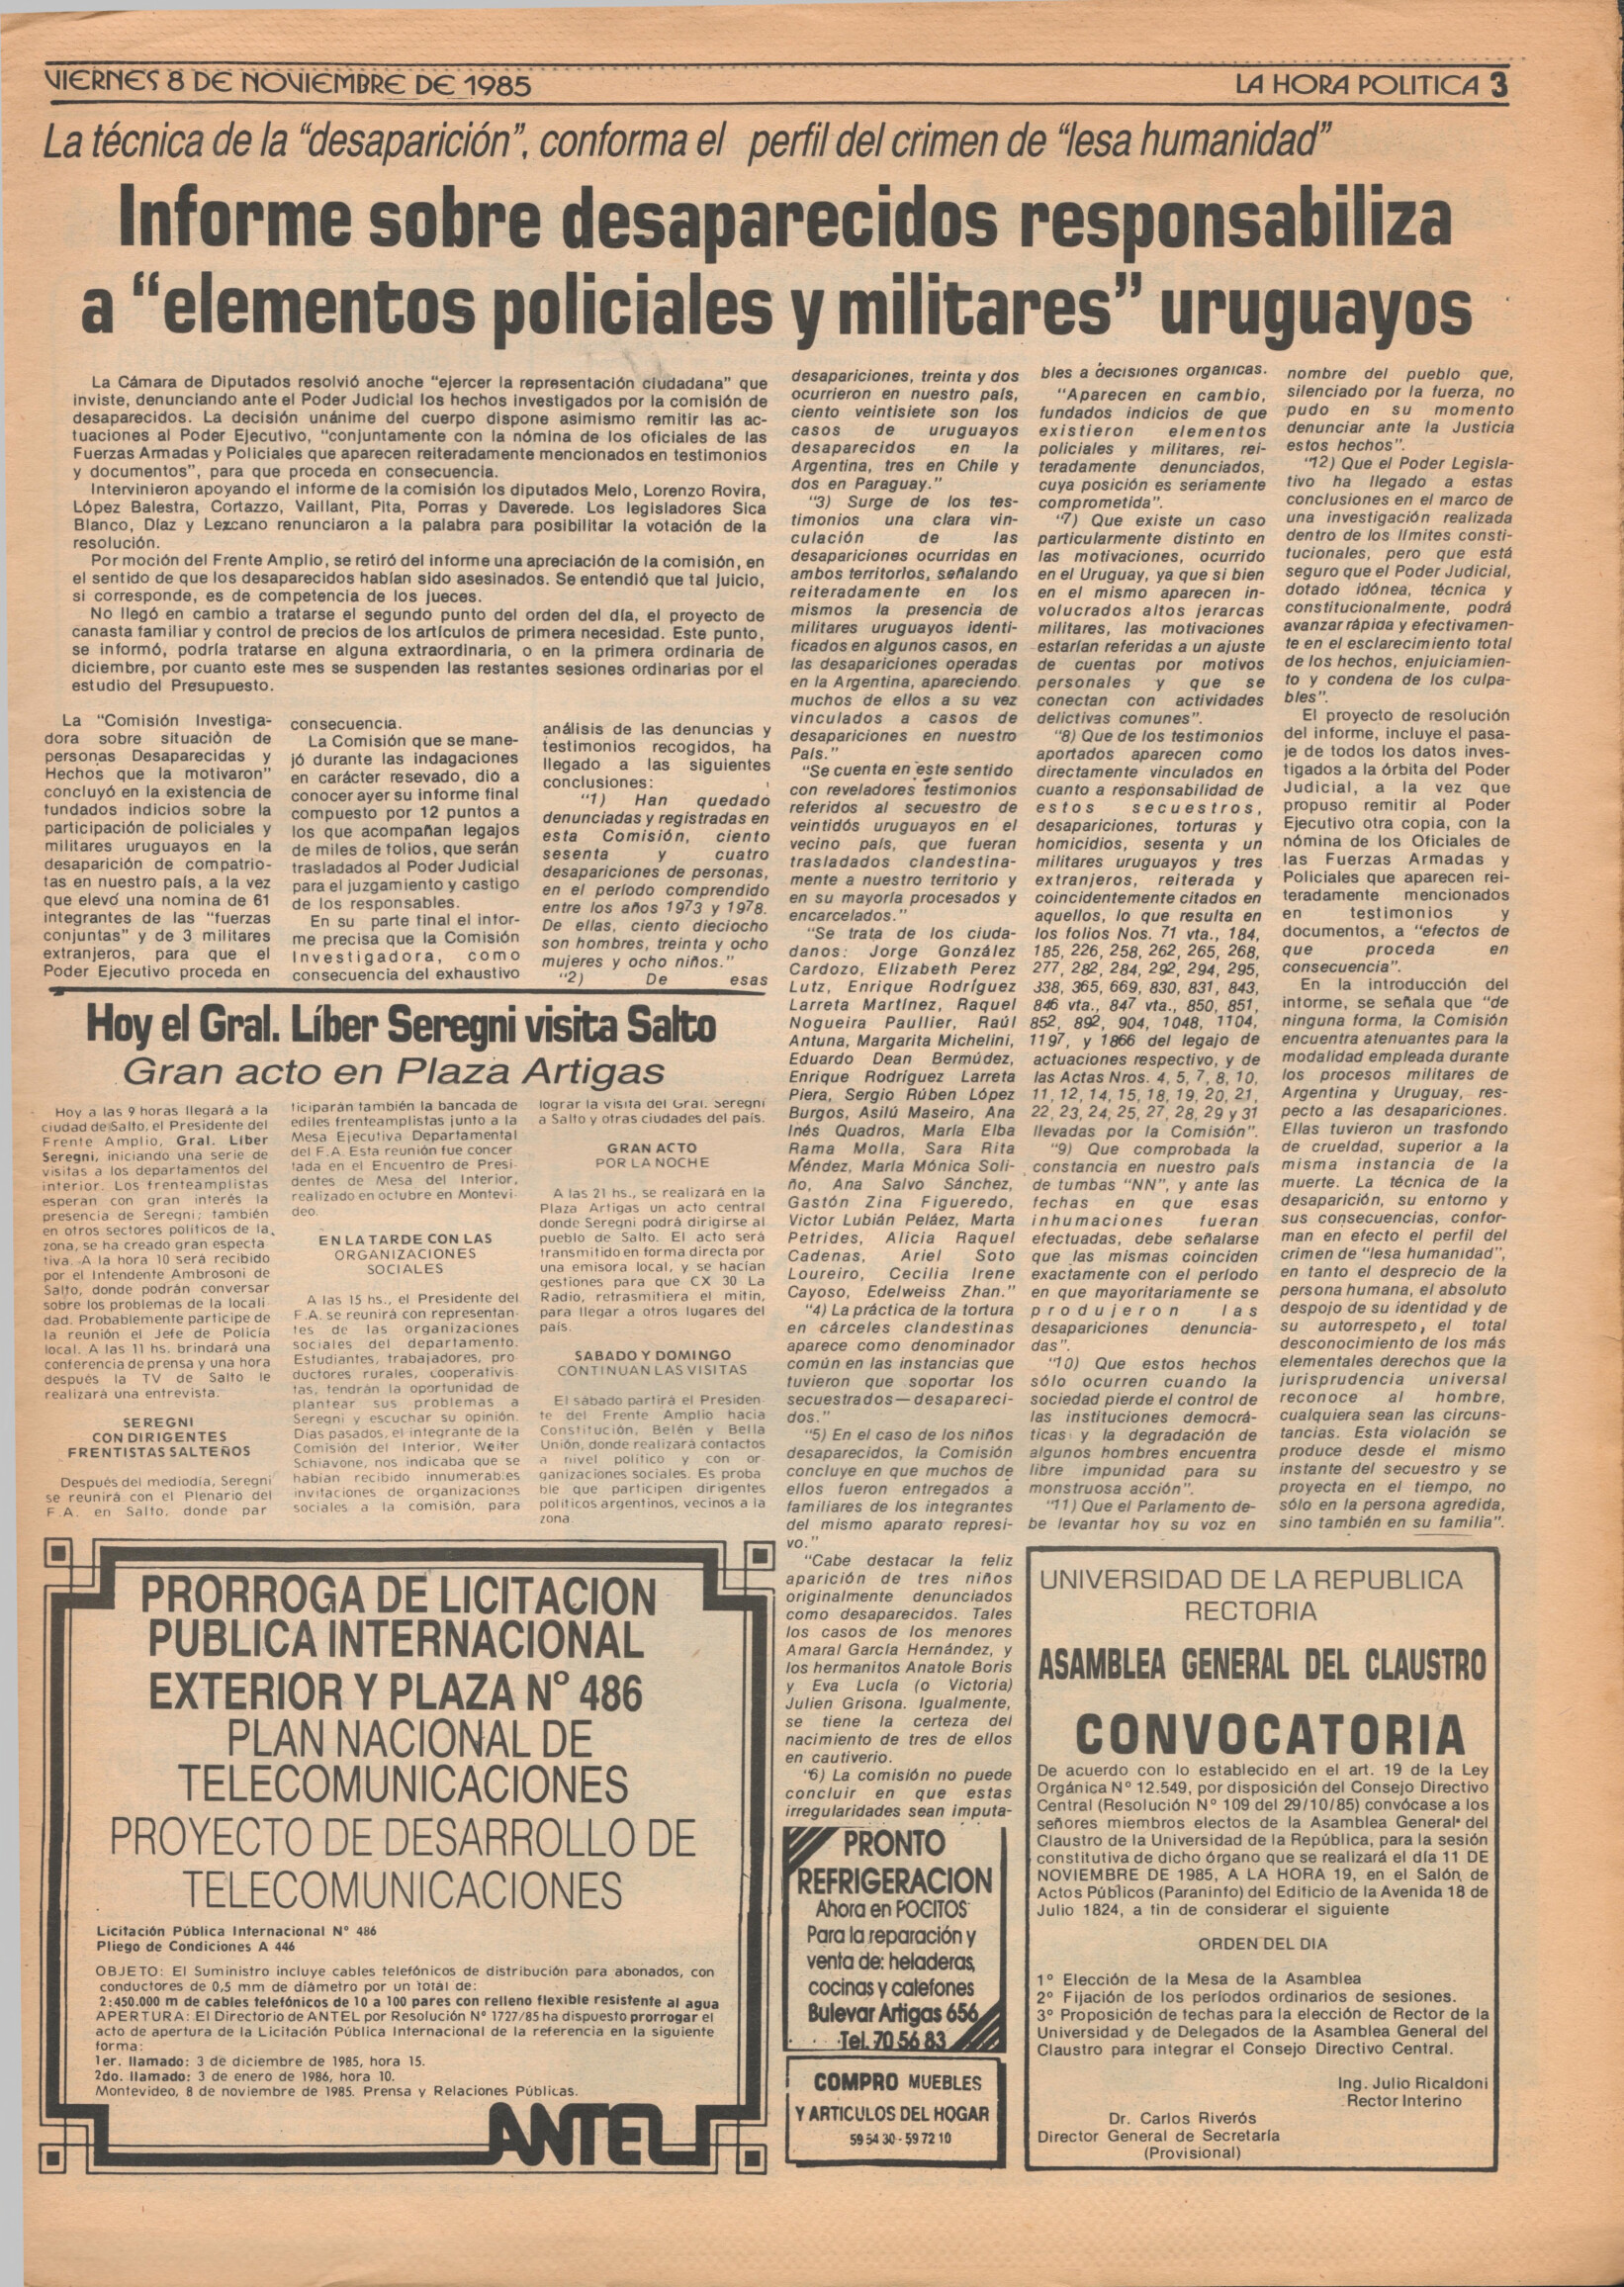 VIERNES 8 DE NOVIEMBRE DE 1985
LA HORA POLITICA 3
La técnica de la "desaparición", conforma el perfil del crimen de "lesa humanidad"
Informe sobre desaparecidos responsabiliza
a "elementos policiales y militares" uruguayos
La Cámara de Diputados resolvió anoche "ejercer la representación ciudadana" que
inviste, denunciando ante el Poder Judicial los hechos investigados por la comisión de
desaparecidos. La decisión unánime del cuerpo dispone asimismo remitir las ac-
tuaciones al Poder Ejecutivo, "conjuntamente con la nómina de los oficiales de las
Fuerzas Armadas y Policiales que aparecen reiteradamente mencionados en testimonios
y documentos", para que proceda en consecuencia.
Intervinieron apoyando el informe de la comisión los diputados Melo, Lorenzo Rovira,
López Balestra, Cortazzo, Vaillant, Pita, Porras y Daverede. Los legisladores Sica
Blanco, Díaz y Lezcano renunciaron a la palabra para posibilitar la votación de la
resolución.
Por moción del Frente Amplio, se retiró del informe una apreciación de la comisión, en
el sentido de que los desaparecidos habían sido asesinados. Se entendió que tal juicio,
si corresponde, es de competencia de los jueces.
No llegó en cambio a tratarse el segundo punto del orden del día, el proyecto de
canasta familiar y control de precios de los artículos de primera necesidad. Este punto,
se informó, podría tratarse en alguna extraordinaria, o en la primera ordinaria de
diciembre, por cuanto este mes se suspenden las restantes sesiones ordinarias por el
estudio del Presupuesto.
La "Comisión Investiga-
dora sobre situación de
personas Desaparecidas y
Hechos que la motivaron"
concluyó en la existencia de
fundados indicios sobre la
participación de policiales y
militares uruguayos en la
desaparición de compatrio-
tas en nuestro país, a la vez
que elevó una nomina de 61
integrantes de las "fuerzas
conjuntas" y de 3 militares
extranjeros, para que el
Poder Ejecutivo proceda en
consecuencia.
La Comisión que se mane-
jó durante las indagaciones
en carácter resevado, dio a
conocer ayer su informe final
compuesto por 12 puntos a
los que acompañan legajos
de miles de folios, que serán
trasladados al Poder Judicial
para el juzgamiento y castigo
de los responsables.
En su parte final el infor-
me precisa que la Comisión
Investigadora, como
consecuencia del exhaustivo
análisis de las denuncias y
testimonios recogidos, ha
llegado a las siguientes
conclusiones:
"1) Han quedado
denunciadas y registradas en
esta Comisión, ciento
sesenta y cuatro
desapariciones de personas,
en el período comprendido
entre los años 1973 y 1978.
De ellas, ciento dieciocho
son hombres, treinta y ocho
mujeres y ocho niños."
"2) De esas
desapariciones, treinta y dos
ocurrieron en nuestro país,
ciento veintisiete son los
casos de uruguayos
desaparecidos en la
Argentina, tres en Chile y
dos en Paraguay."
"3) Surge de los tes-
timonios una clara vin-
culación de las
desapariciones ocurridas en
ambos territorios, señalando
reiteradamente en los
mismos la presencia de
militares uruguayos identi-
ficados en algunos casos, en
las desapariciones operadas
en la Argentina, apareciendo
muchos de ellos a su vez
vinculados a casos de
desapariciones en nuestro
País."
"Se cuenta en este sentido
con reveladores testimonios
referidos al secuestro de
veintidós uruguayos en el
vecino país, que fueran
trasladados clandestina-
mente a nuestro territorio y
en su mayoría procesados y
encarcelados."
"Se trata de los ciuda-
danos: Jorge González
Cardozo, Elizabeth Perez
Lutz, Enrique Rodríguez
Larreta Martínez, Raquel
Nogueira Paullier, Raúl
Antuna, Margarita Michelini,
Eduardo Dean Bermúdez,
Enrique Rodríguez Larreta
Piera, Sergio Rúben López
Burgos, Asilú Maseiro, Ana
Inés Quadros, María Elba
Rama Molla, Sara Rita
Méndez, María Mónica Soli-
ño, Ana Salvo Sánchez,
Gastón Zina Figueredo,
Victor Lubián Peláez, Marta
Petrides, Alicia Raquel
Cadenas, Ariel Soto
Loureiro, Cecilia Irene
Cayoso, Edelweiss Zhan."
"4) La práctica de la tortura
en cárceles clandestinas
aparece como denominador
común en las instancias que
tuvieron que soportar los
secuestrados—desapareci-
dos."
"5) En el caso de los niños
desaparecidos, la Comisión
concluye en que muchos de
ellos fueron entregados a
familiares de los integrantes
del mismo aparato represi-
vo."
"Cabe destacar la feliz
aparición de tres niños
originalmente denunciados
como desaparecidos. Tales
los casos de los menores
Amaral García Hernández, y
los hermanitos Anatole Boris
y Eva Lucía (o Victoria)
Julien Grisona. Igualmente,
se tiene la certeza del
nacimiento de tres de ellos
en cautiverio.
"6) La comisión no puede
concluir en que estas
irregularidades sean imputa-
bles a decisiones organicas.
"Aparecen en cambio,
fundados indicios de que
existieron elementos
policiales y militares, rei-
teradamente denunciados,
cuya posición es seriamente
comprometida".
"7) Que existe un caso
particularmente distinto en
las motivaciones, ocurrido
en el Uruguay, ya que si bien
en el mismo aparecen in-
volucrados altos jerarcas
militares, las motivaciones
estarían referidas a un ajuste
de cuentas por motivos
personales y que se
conectan con actividades
delictivas comunes".
"8) Que de los testimonios
aportados aparecen como
directamente vinculados en
cuanto a responsabilidad de
estos secuestros,
desapariciones, torturas y
homicidios, sesenta y un
militares uruguayos y tres
extranjeros, reiterada y
coincidentemente citados en
aquellos, lo que resulta en
los folios Nos. 71 vta., 184,
185, 226, 258, 262, 265, 268,
277, 282, 284, 292, 294, 295,
338, 365, 669, 830, 831, 843,
846 vta., 847 vta., 850, 851,
852, 892, 904, 1048, 1104,
1197, y 1866 del legajo de
actuaciones respectivo, y de
las Actas Nros. 4, 5, 7, 8, 10,
11, 12, 14, 15, 18, 19, 20, 21,
22, 23, 24, 25, 27, 28, 29 y 31
llevadas por la Comisión".
"9) Que comprobada la
constancia en nuestro país
de tumbas "NN", y ante las
fechas en que esas
inhumaciones fueran
efectuadas, debe señalarse
que las mismas coinciden
exactamente con el período
en que mayoritariamente se
produjeron las
desapariciones denuncia-
das".
"10) Que estos hechos
sólo ocurren cuando la
sociedad pierde el control de
las instituciones democrá-
ticas y la degradación de
algunos hombres encuentra
libre impunidad para su
monstruosa acción".
"11) Que el Parlamento de-
be levantar hoy su voz en
nombre del pueblo que,
silenciado por la fuerza, no
pudo en su momento
denunciar ante la Justicia
estos hechos".
"12) Que el Poder Legisla-
tivo ha llegado a estas
conclusiones en el marco de
una investigación realizada
dentro de los límites consti-
tucionales, pero que está
seguro que el Poder Judicial,
dotado idónea, técnica y
constitucionalmente, podrá
avanzar rápida y efectivamen-
te en el esclarecimiento total
de los hechos, enjuiciamien-
to y condena de los culpa-
bles".
El proyecto de resolución
del informe, incluye el pasa-
je de todos los datos inves-
tigados a la órbita del Poder
Judicial, a la vez que
propuso remitir al Poder
Ejecutivo otra copia, con la
nómina de los Oficiales de
las Fuerzas Armadas y
Policiales que aparecen rei-
teradamente mencionados
en testimonios y
documentos, a "efectos de
que proceda en
consecuencia".
En la introducción del
informe, se señala que "de
ninguna forma, la Comisión
encuentra atenuantes para la
modalidad empleada durante
los procesos militares de
Argentina y Uruguay, res-
pecto a las desapariciones.
Ellas tuvieron un trasfondo
de crueldad, superior a la
misma instancia de la
muerte. La técnica de la
desaparición, su entorno y
sus consecuencias, confor-
man en efecto el perfil del
crimen de "lesa humanidad",
en tanto el desprecio de la
persona humana, el absoluto
despojo de su identidad y de
su autorrespeto, el total
desconocimiento de los más
elementales derechos que la
jurisprudencia universal
reconoce al hombre,
cualquiera sean las circuns-
tancias. Esta violación se
produce desde el mismo
instante del secuestro y se
proyecta en el tiempo, no
sólo en la persona agredida,
sino también en su familia".
Hoy el Gral. Líber Seregni visita Salto
Gran acto en Plaza Artigas
Hoy a las 9 horas llegará a la
ciudad de Salto, el Presidente del
Frente Amplio, Gral. Líber
Seregni, iniciando una serie de
visitas a los departamentos del
interior. Los frenteamplistas
esperan con gran interés la
presencia de Seregni; también
en otros sectores políticos de la
zona, se ha creado gran especta
tiva. A la hora 10 será recibido
por el Intendente Ambrosoni de
Salto, donde podrán conversar
sobre los problemas de la locali
dad. Probablemente participe de
la reunión el Jefe de Policía
local. A las 11 hs. brindará una
conferencia de prensa y una hora
después la TV de Salto le
realizará una entrevista.
SEREGNI
CON DIRIGENTES
FRENTISTAS SALTEÑOS
Después del mediodía, Seregni
se reunirá con el Plenario del
F.A. en Salto, donde par
ticiparán también la bancada de
ediles frenteamplistas junto a la
Mesa Ejecutiva Departamental
del F.A. Esta reunión fue concer
tada en el Encuentro de Presi
dentes de Mesa del Interior,
realizado en octubre en Montevi
deo.
EN LA TARDE CON LAS
ORGANIZACIONES
SOCIALES
A las 15 hs., el Presidente del
F.A. se reunirá con representan-
tes de las organizaciones
sociales del departamento.
Estudiantes, trabajadores, pro
ductores rurales, cooperativis
tas, tendrán la oportunidad de
plantear sus problemas a
Seregni y escuchar su opinión.
Días pasados, el integrante de la
Comisión del Interior, Weiter
Schiavone, nos indicaba que se
habían recibido innumerables
invitaciones de organizaciones
sociales a la comisión, para
lograr la visita del Gral. Seregni
a Salto y otras ciudades del país.
GRAN ACTO
POR LA NOCHE
A las 21 hs., se realizará en la
Plaza Artigas un acto central
donde Seregni podrá dirigirse al
pueblo de Salto. El acto será
transmitido en forma directa por
una emisora local, y se hacían
gestiones para que CX 30 La
Radio, retrasmitiera el mitin,
para llegar a otros lugares del
país.
SABADO Y DOMINGO
CONTINUAN LAS VISITAS
El sábado partirá el Presiden
te del Frente Amplio hacia
Constitución, Belén y Bella
Unión, donde realizará contactos
a nivel político y con or
ganizaciones sociales. Es proba
ble que participen dirigentes
políticos argentinos, vecinos a la
zona.
PRORROGA DE LICITACION
PUBLICA INTERNACIONAL
EXTERIOR Y PLAZA Nº 486
PLAN NACIONAL DE
TELECOMUNICACIONES
PROYECTO DE DESARROLLO DE
TELECOMUNICACIONES
Licitación Pública Internacional Nº 486
Pliego de Condiciones A 446
OBJETO: El Suministro incluye cables telefónicos de distribución para abonados, con
conductores de 0,5 mm de diámetro por un total de:
2:450.000 m de cables telefónicos de 10 a 100 pares con relleno flexible resistente al agua
APERTURA: El Directorio de ANTEL por Resolución Nº 1727/85 ha dispuesto prorrogar el
acto de apertura de la Licitación Pública Internacional de la referencia en la siguiente
forma:
1er. llamado: 3 de diciembre de 1985, hora 15.
2do. llamado: 3 de enero de 1986, hora 10.
Montevideo, 8 de noviembre de 1985. Prensa y Relaciones Públicas.
ANTEL
PRONTO
REFRIGERACION
Ahora en POCITOS
Para la reparación y
venta de: heladeras,
cocinas y calefones
Bulevar Artigas 656
Tel. 70 56 83
COMPRO MUEBLES
Y ARTICULOS DEL HOGAR
59 54 30 - 59 72 10
UNIVERSIDAD DE LA REPUBLICA
RECTORIA
ASAMBLEA GENERAL DEL CLAUSTRO
CONVOCATORIA
De acuerdo con lo establecido en el art. 19 de la Ley
Orgánica Nº 12.549, por disposición del Consejo Directivo
Central (Resolución Nº 109 del 29/10/85) convócase a los
señores miembros electos de la Asamblea General del
Claustro de la Universidad de la República, para la sesión
constitutiva de dicho órgano que se realizará el día 11 DE
NOVIEMBRE DE 1985, A LA HORA 19, en el Salón de
Actos Públicos (Paraninfo) del Edificio de la Avenida 18 de
Julio 1824, a fin de considerar el siguiente
ORDEN DEL DIA
1º Elección de la Mesa de la Asamblea
2º Fijación de los períodos ordinarios de sesiones.
3º Proposición de fechas para la elección de Rector de la
Universidad y de Delegados de la Asamblea General del
Claustro para integrar el Consejo Directivo Central.
Ing. Julio Ricaldoni
Rector Interino
Dr. Carlos Riverós
Director General de Secretaría
(Provisional)